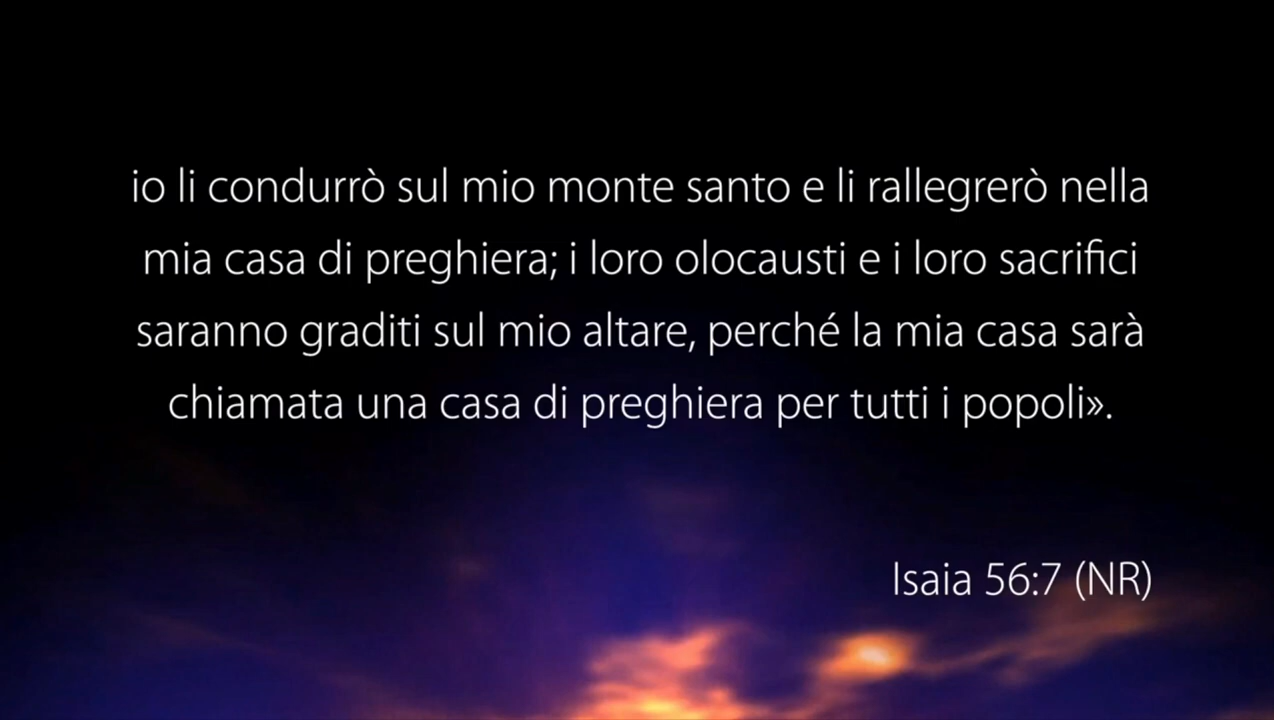 io li condurrò sul mio monte santo e li rallegrerò nella
mia casa di preghiera; i loro olocausti e i loro sacrifici
saranno graditi sul mio altare, perché la mia casa sarà
chiamata una casa di preghiera per tutti i popoli».
Isaia 56:7 (NR)